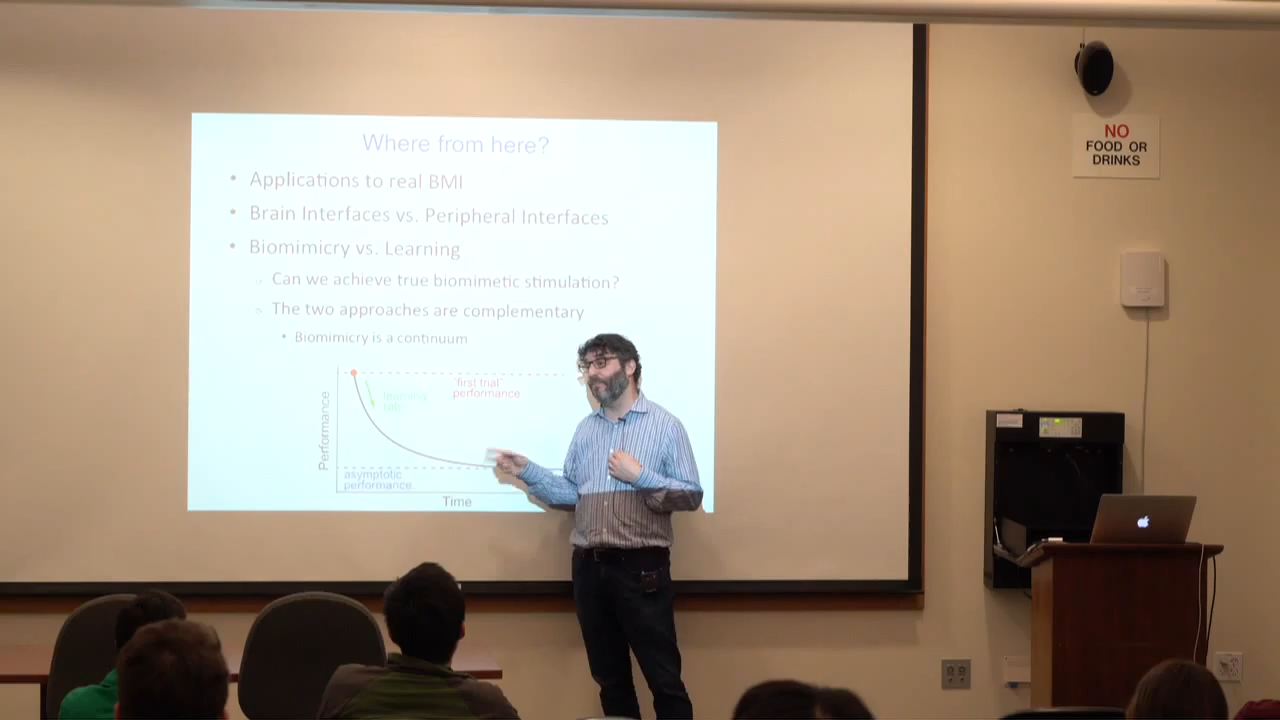 Where from here?
• Applications to real BMI
• Brain Interfaces vs. Peripheral Interfaces
• Biomimicry vs. Learning
Can we achieve true biomimetic stimulation?
The two approaches are complementary
• Biomimicry is a continuum
"first trial"
performance
learning
rate
Performance
asymptotic
performance
Time
NO
FOOD OR
DRINKS